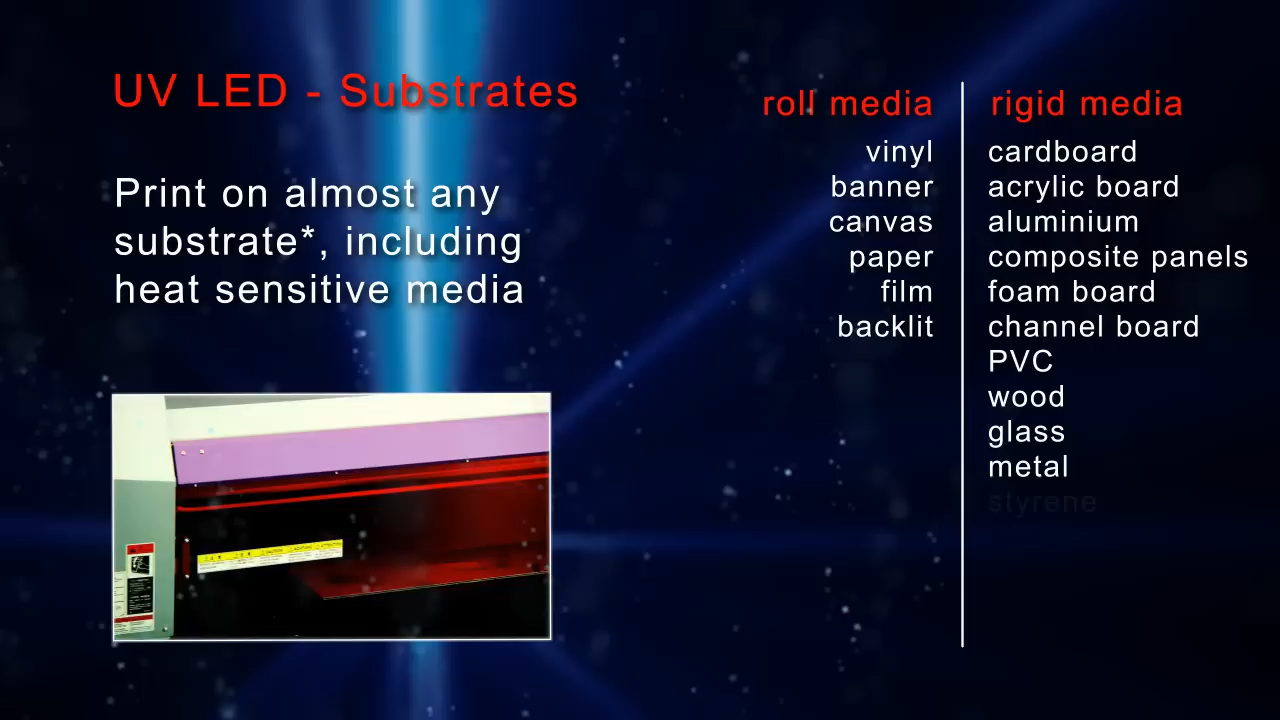 UV LED - Substrates
Print on almost any
substrate*, including
heat sensitive media
roll media
vinyl
banner
canvas
paper
film
backlit
rigid media
cardboard
acrylic board
aluminium
composite panels
foam board
channel board
PVC
wood
glass
metal
styrene